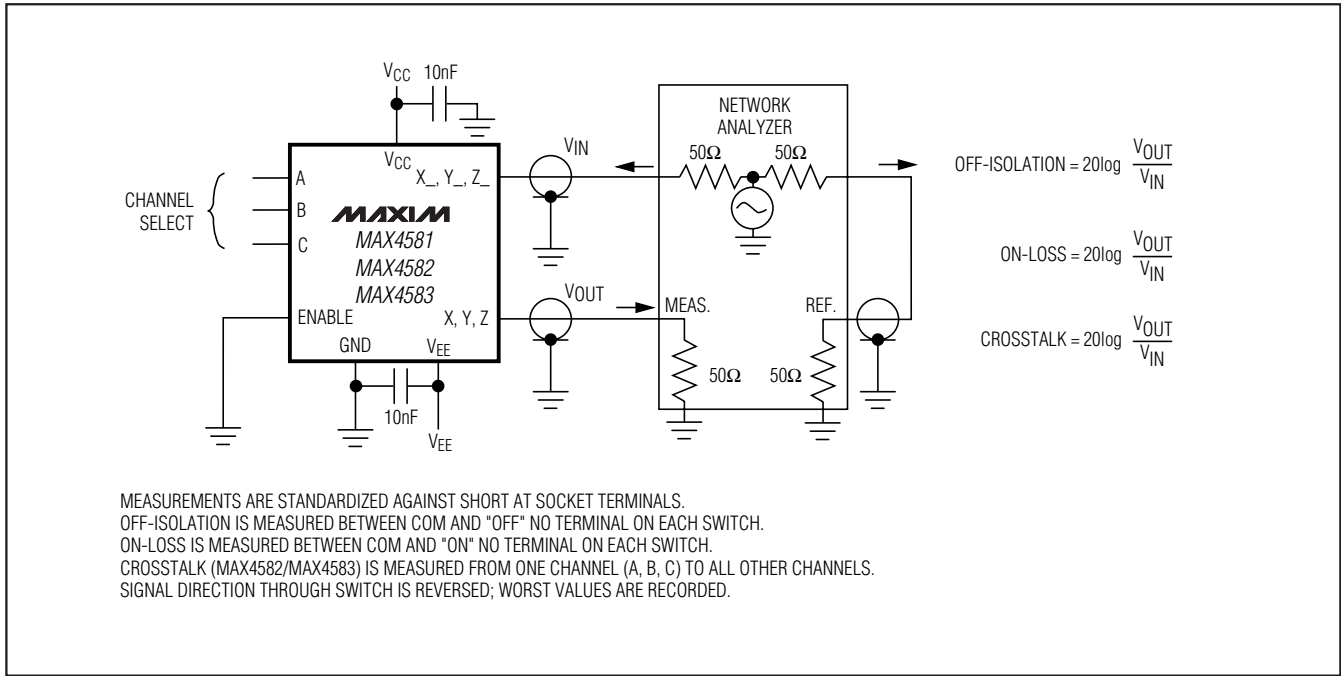 VCC 10nF
VCC
X_, Y_, Z_
VIN
CHANNEL
SELECT
A
B
C
MAXIM
MAX4581
MAX4582
MAX4583
ENABLE
X, Y, Z
GND
VEE
VOUT
10nF
VEE
NETWORK
ANALYZER
50Ω 50Ω
MEAS. REF.
50Ω 50Ω
OFF-ISOLATION = 20log VOUT
VIN
ON-LOSS = 20log VOUT
VIN
CROSSTALK = 20log VOUT
VIN
MEASUREMENTS ARE STANDARDIZED AGAINST SHORT AT SOCKET TERMINALS.
OFF-ISOLATION IS MEASURED BETWEEN COM AND "OFF" NO TERMINAL ON EACH SWITCH.
ON-LOSS IS MEASURED BETWEEN COM AND "ON" NO TERMINAL ON EACH SWITCH.
CROSSTALK (MAX4582/MAX4583) IS MEASURED FROM ONE CHANNEL (A, B, C) TO ALL OTHER CHANNELS.
SIGNAL DIRECTION THROUGH SWITCH IS REVERSED; WORST VALUES ARE RECORDED.